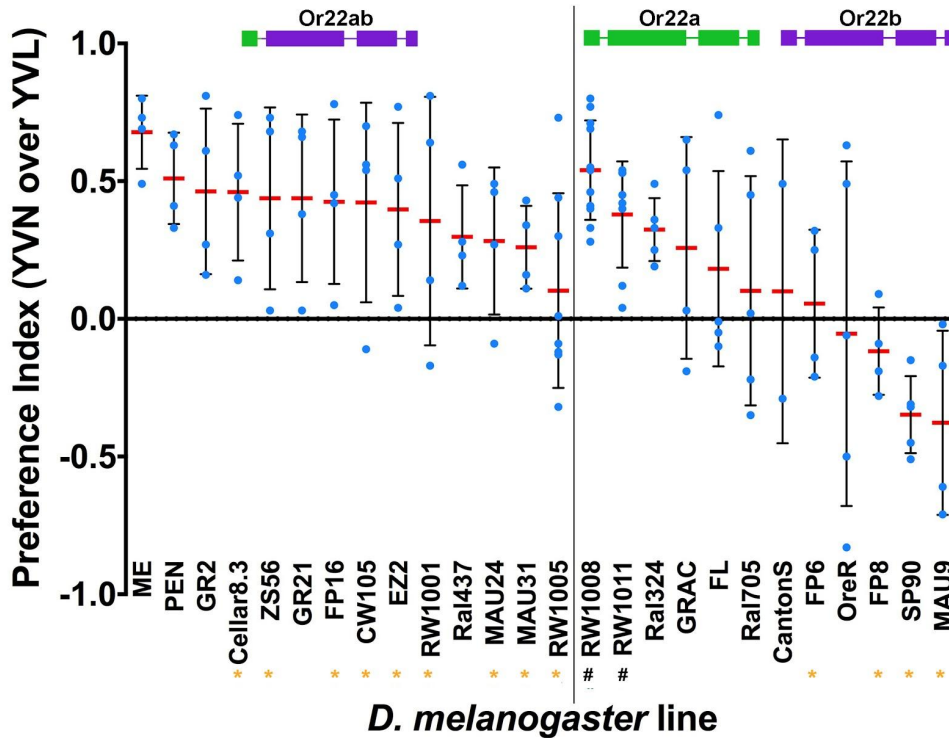 Or22ab
Or22a
Or22b
Preference Index (YVN over YVL)
1.0
0.5
0.0
-0.5
-1.0
ME
PEN
GR2
Cellar8.3
ZS56
GR21
FP16
CW105
EZ2
RW1001
Ral437
MAU24
MAU31
RW1005
RW1008
RW1011
Ral324
GRAC
FL
Ral705
CantonS
FP6
OreR
FP8
SP90
MAU9
* * * * * * * * * # # * * * *
D. melanogaster line